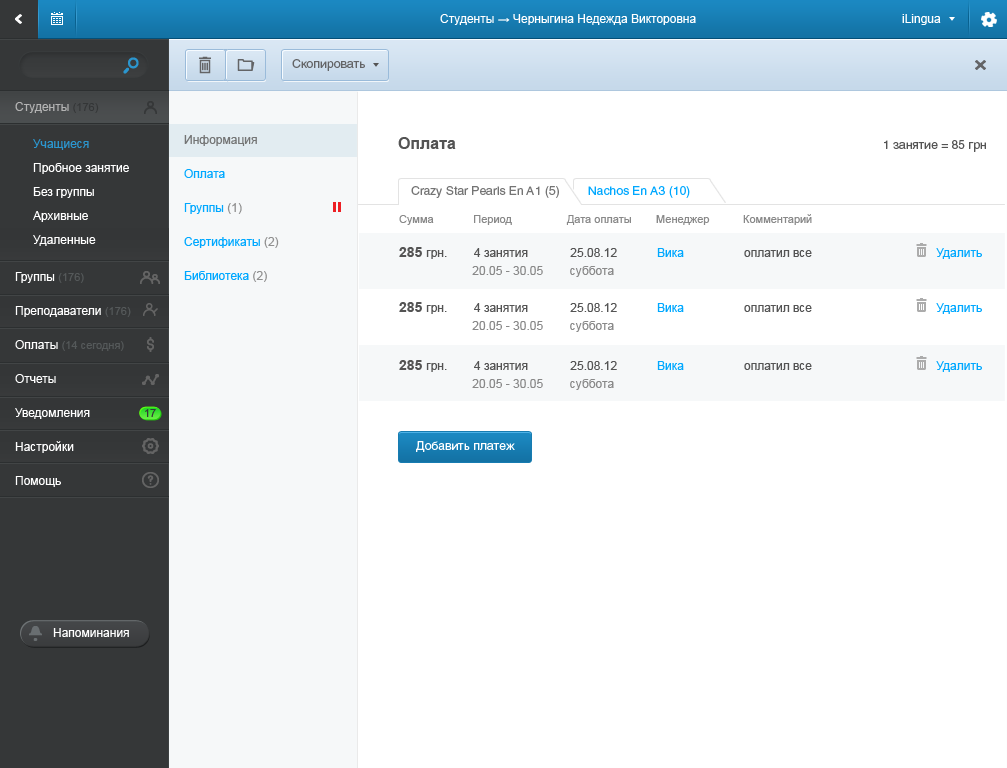 Студенты → Черныгина Надежда Викторовна
iLingua
Скопировать
Студенты (176)
Учащиеся
Пробное занятие
Без группы
Архивные
Удаленные
Группы (176)
Преподаватели (176)
Оплаты (14 сегодня)
Отчеты
Уведомления 17
Настройки
Помощь
Напоминания
Информация
Оплата
Группы (1)
Сертификаты (2)
Библиотека (2)
Оплата
1 занятие = 85 грн
Crazy Star Pearls En A1 (5) Nachos En A3 (10)
Сумма Период Дата оплаты Менеджер Комментарий
285 грн. 4 занятия 25.08.12 Вика оплатил все Удалить
20.05 - 30.05 суббота
285 грн. 4 занятия 25.08.12 Вика оплатил все Удалить
20.05 - 30.05 суббота
285 грн. 4 занятия 25.08.12 Вика оплатил все Удалить
20.05 - 30.05 суббота
Добавить платеж